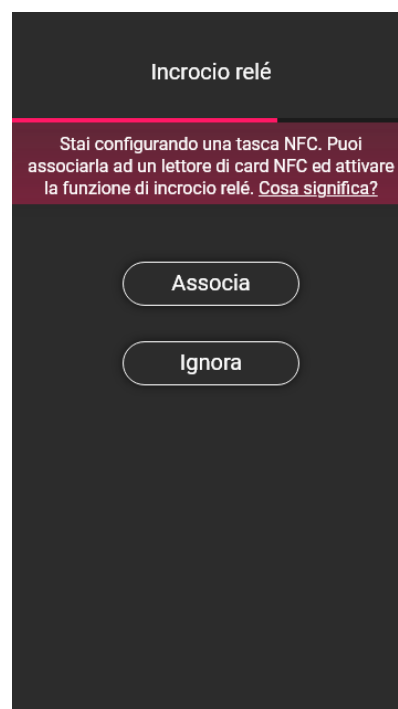 Incrocio relé
Stai configurando una tasca NFC. Puoi
associarla ad un lettore di card NFC ed attivare
la funzione di incrocio relé. Cosa significa?
Associa
Ignora